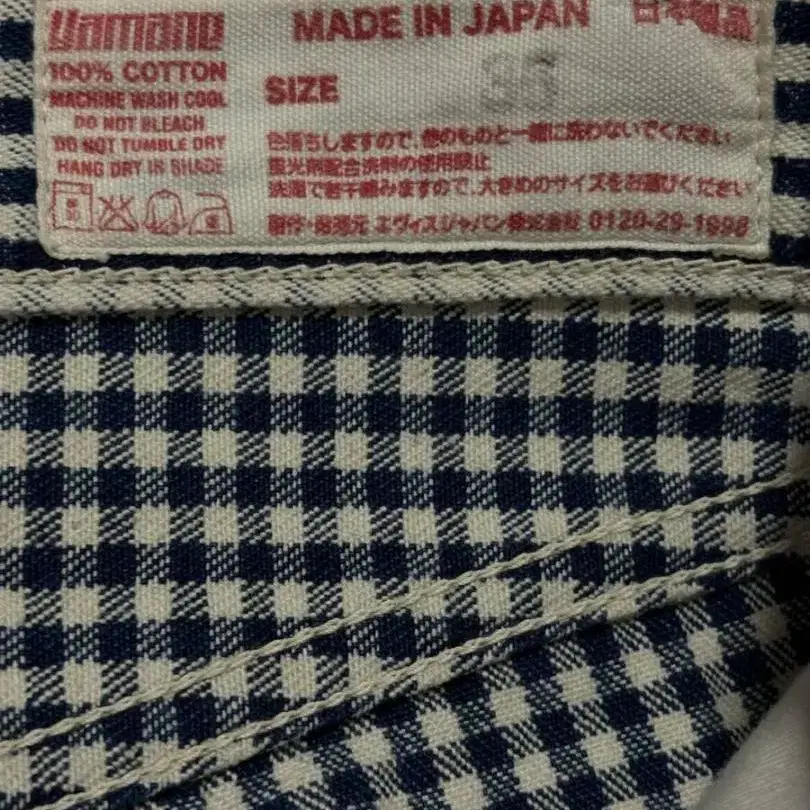 Yamane
100% COTTON
MACHINE WASH COOL
DO NOT BLEACH
DO NOT TUMBLE DRY
HANG DRY IN SHADE
MADE IN JAPAN 日本製品
SIZE 36
色落ちしますので、他のものと一緒に洗わないでください
蛍光剤配合洗剤の使用禁止
洗濯で若干縮みますので、大きめのサイズをお選びください
製作・発売元 エヴィスジャパン株式会社 0120-29-1998